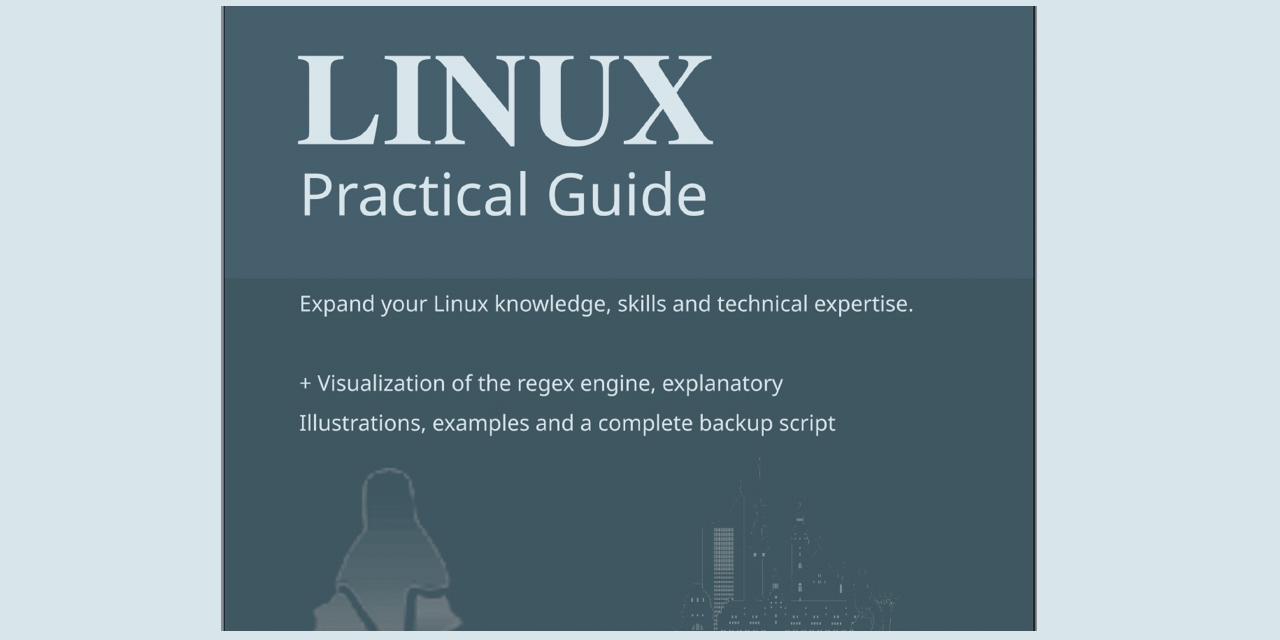 LINUX
Practical Guide
Expand your Linux knowledge, skills and technical expertise.
+ Visualization of the regex engine, explanatory
Illustrations, examples and a complete backup script